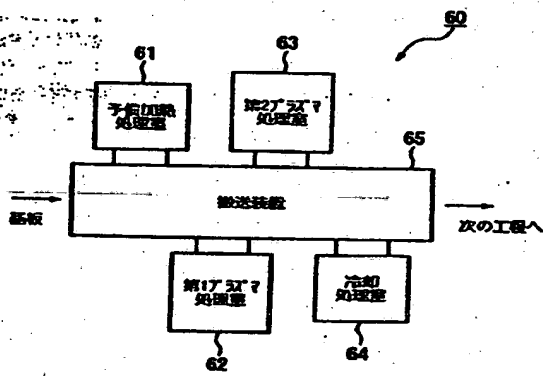 60
61
63
予備加熱
処理室
第2プラズマ
処理室
65
搬送装置
基板
次の工程へ
第1プラズマ
処理室
冷却
処理室
62
64